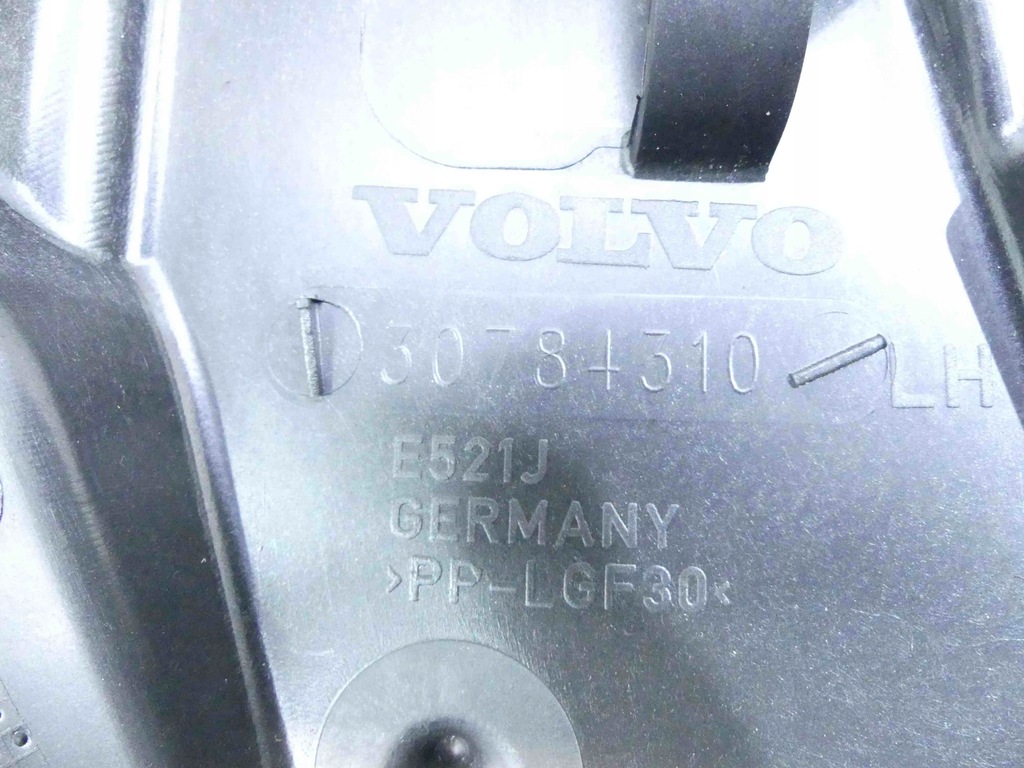 VOLVO
30784310 LH
E521J
GERMANY
>PP-LGF30<